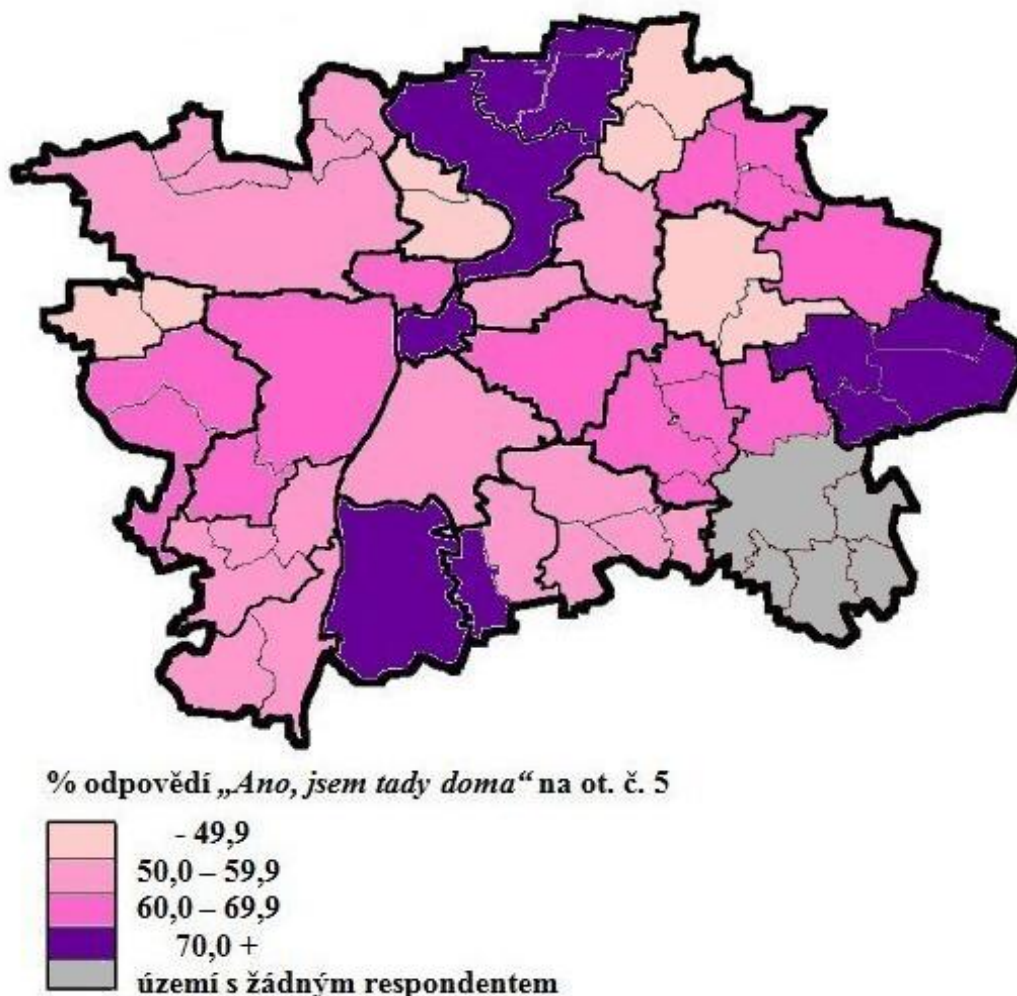 % odpovědí „Ano, jsem tady doma“ na ot. č. 5
- 49,9
50,0 – 59,9
60,0 – 69,9
70,0 +
území s žádným respondentem